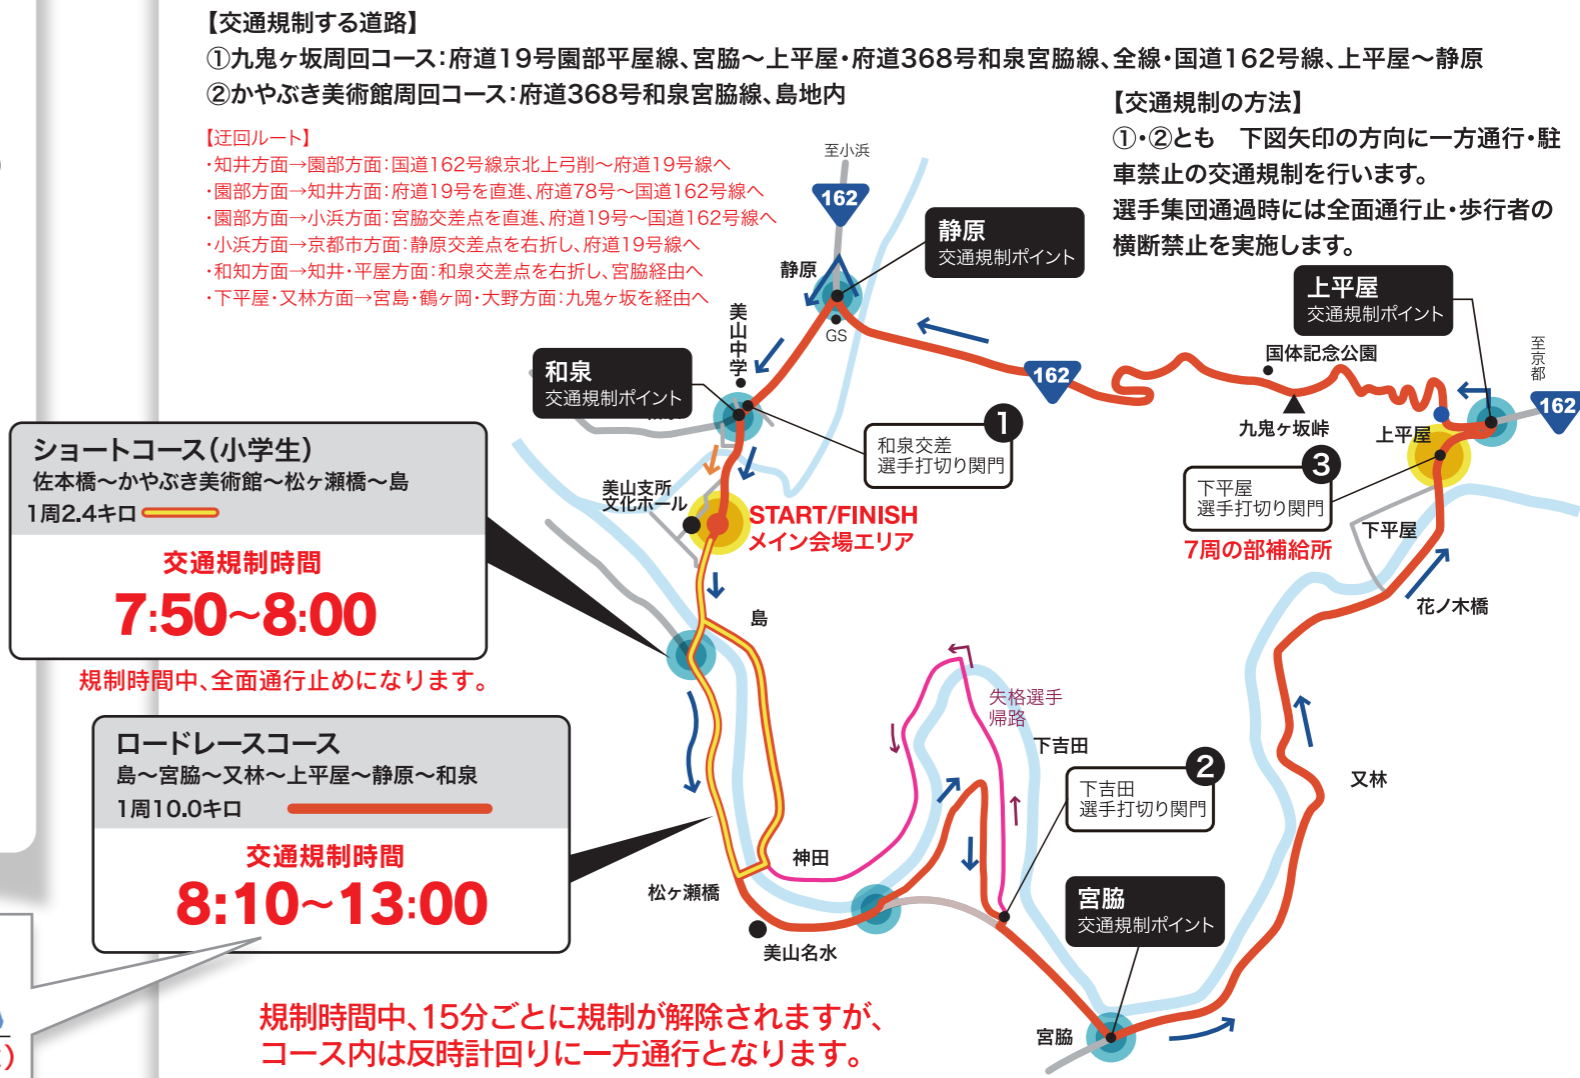 【交通規制する道路】
①九鬼ヶ坂周回コース：府道19号園部平屋線、宮脇～上平屋・府道368号和泉宮脇線、全線・国道162号線、上平屋～静原
②かやぶき美術館周回コース：府道368号和泉宮脇線、島地内
【迂回ルート】
・知井方面→園部方面：国道162号線京北上弓削～府道19号線へ
・園部方面→知井方面：府道19号を直進、府道78号～国道162号線へ
・園部方面→小浜方面：宮脇交差点を直進、府道19号～国道162号線へ
・小浜方面→京都市方面：静原交差点を右折し、府道19号線へ
・和知方面→知井・平屋方面：和泉交差点を右折し、宮脇経由へ
・下平屋・又林方面→宮島・鶴ヶ岡・大野方面：九鬼ヶ坂を経由へ
【交通規制の方法】
①・②とも　下図矢印の方向に一方通行・駐
車禁止の交通規制を行います。
選手集団通過時には全面通行止・歩行者の
横断禁止を実施します。
至小浜
162
静原
交通規制ポイント
静原
GS
美山中学
和泉
交通規制ポイント
1
和泉交差
選手打切り関門
162
国体記念公園
九鬼ヶ坂峠
上平屋
交通規制ポイント
至京都
162
上平屋
3
下平屋
選手打切り関門
7周の部補給所
下平屋
花ノ木橋
美山支所
文化ホール
START/FINISH
メイン会場エリア
ショートコース（小学生）
佐本橋～かやぶき美術館～松ヶ瀬橋～島
1周2.4キロ
交通規制時間
7:50～8:00
規制時間中、全面通行止めになります。
島
失格選手
帰路
下吉田
2
下吉田
選手打切り関門
又林
ロードレースコース
島～宮脇～又林～上平屋～静原～和泉
1周10.0キロ
交通規制時間
8:10～13:00
神田
松ヶ瀬橋
美山名水
宮脇
交通規制ポイント
宮脇
規制時間中、15分ごとに規制が解除されますが、
コース内は反時計回りに一方通行となります。